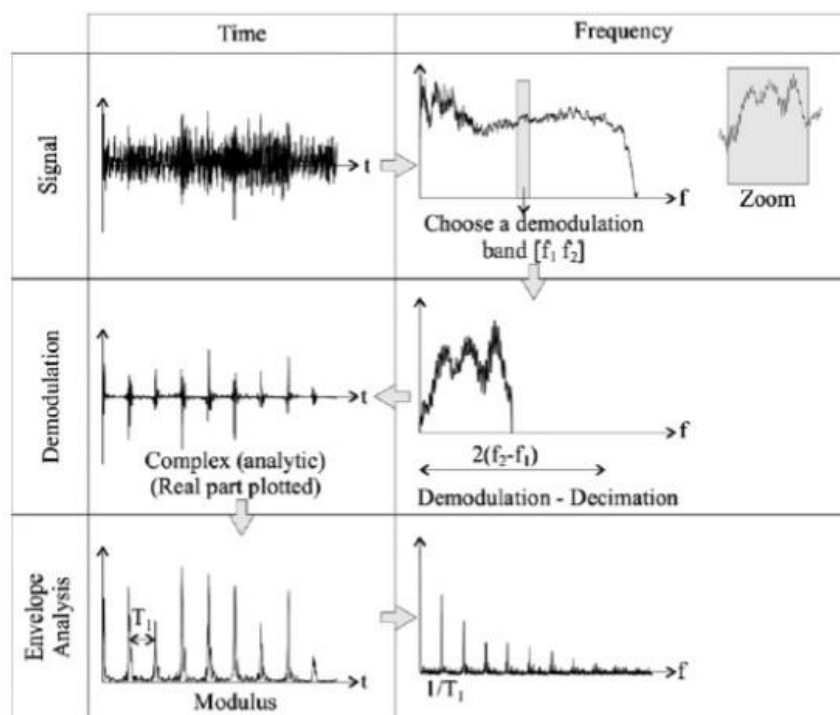 Time
Frequency
Signal
t
f
Zoom
Choose a demodulation
band [f₁ f₂]
Demodulation
t
f
Complex (analytic)
(Real part plotted)
2(f₂-f₁)
Demodulation - Decimation
Envelope
Analysis
T₁
t
Modulus
f
1/T₁